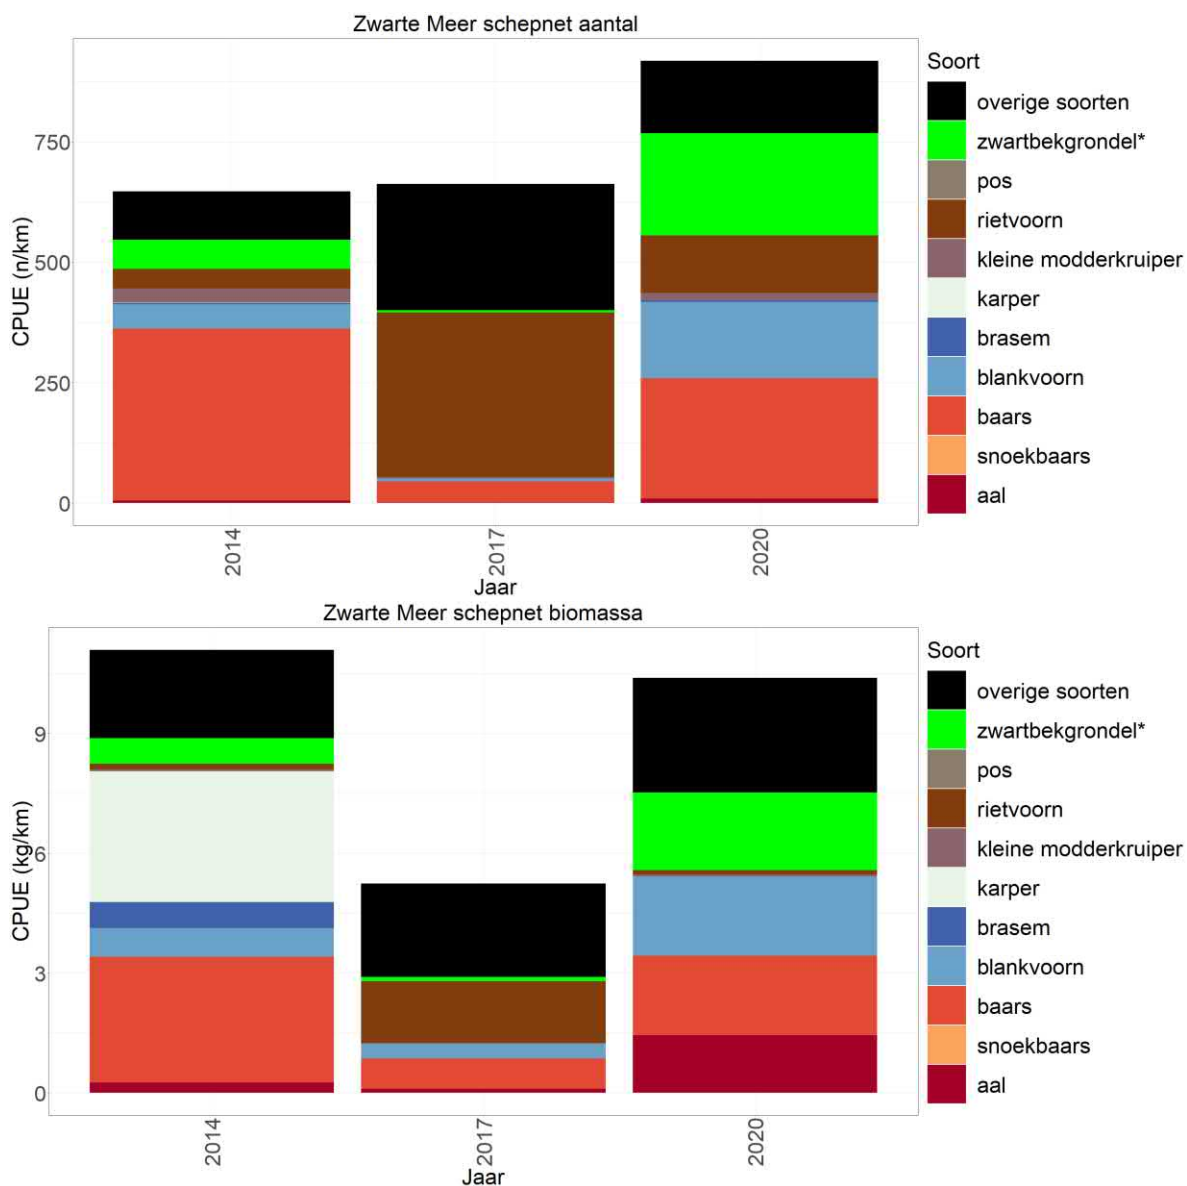 Zwarte Meer schepnet aantal
CPUE (n/km)
750
500
250
0
2014
2017
2020
Jaar
Soort
overige soorten
zwartbekgrondel*
pos
rietvoorn
kleine modderkruiper
karper
brasem
blankvoorn
baars
snoekbaars
aal
Zwarte Meer schepnet biomassa
CPUE (kg/km)
9
6
3
0
2014
2017
2020
Jaar
Soort
overige soorten
zwartbekgrondel*
pos
rietvoorn
kleine modderkruiper
karper
brasem
blankvoorn
baars
snoekbaars
aal